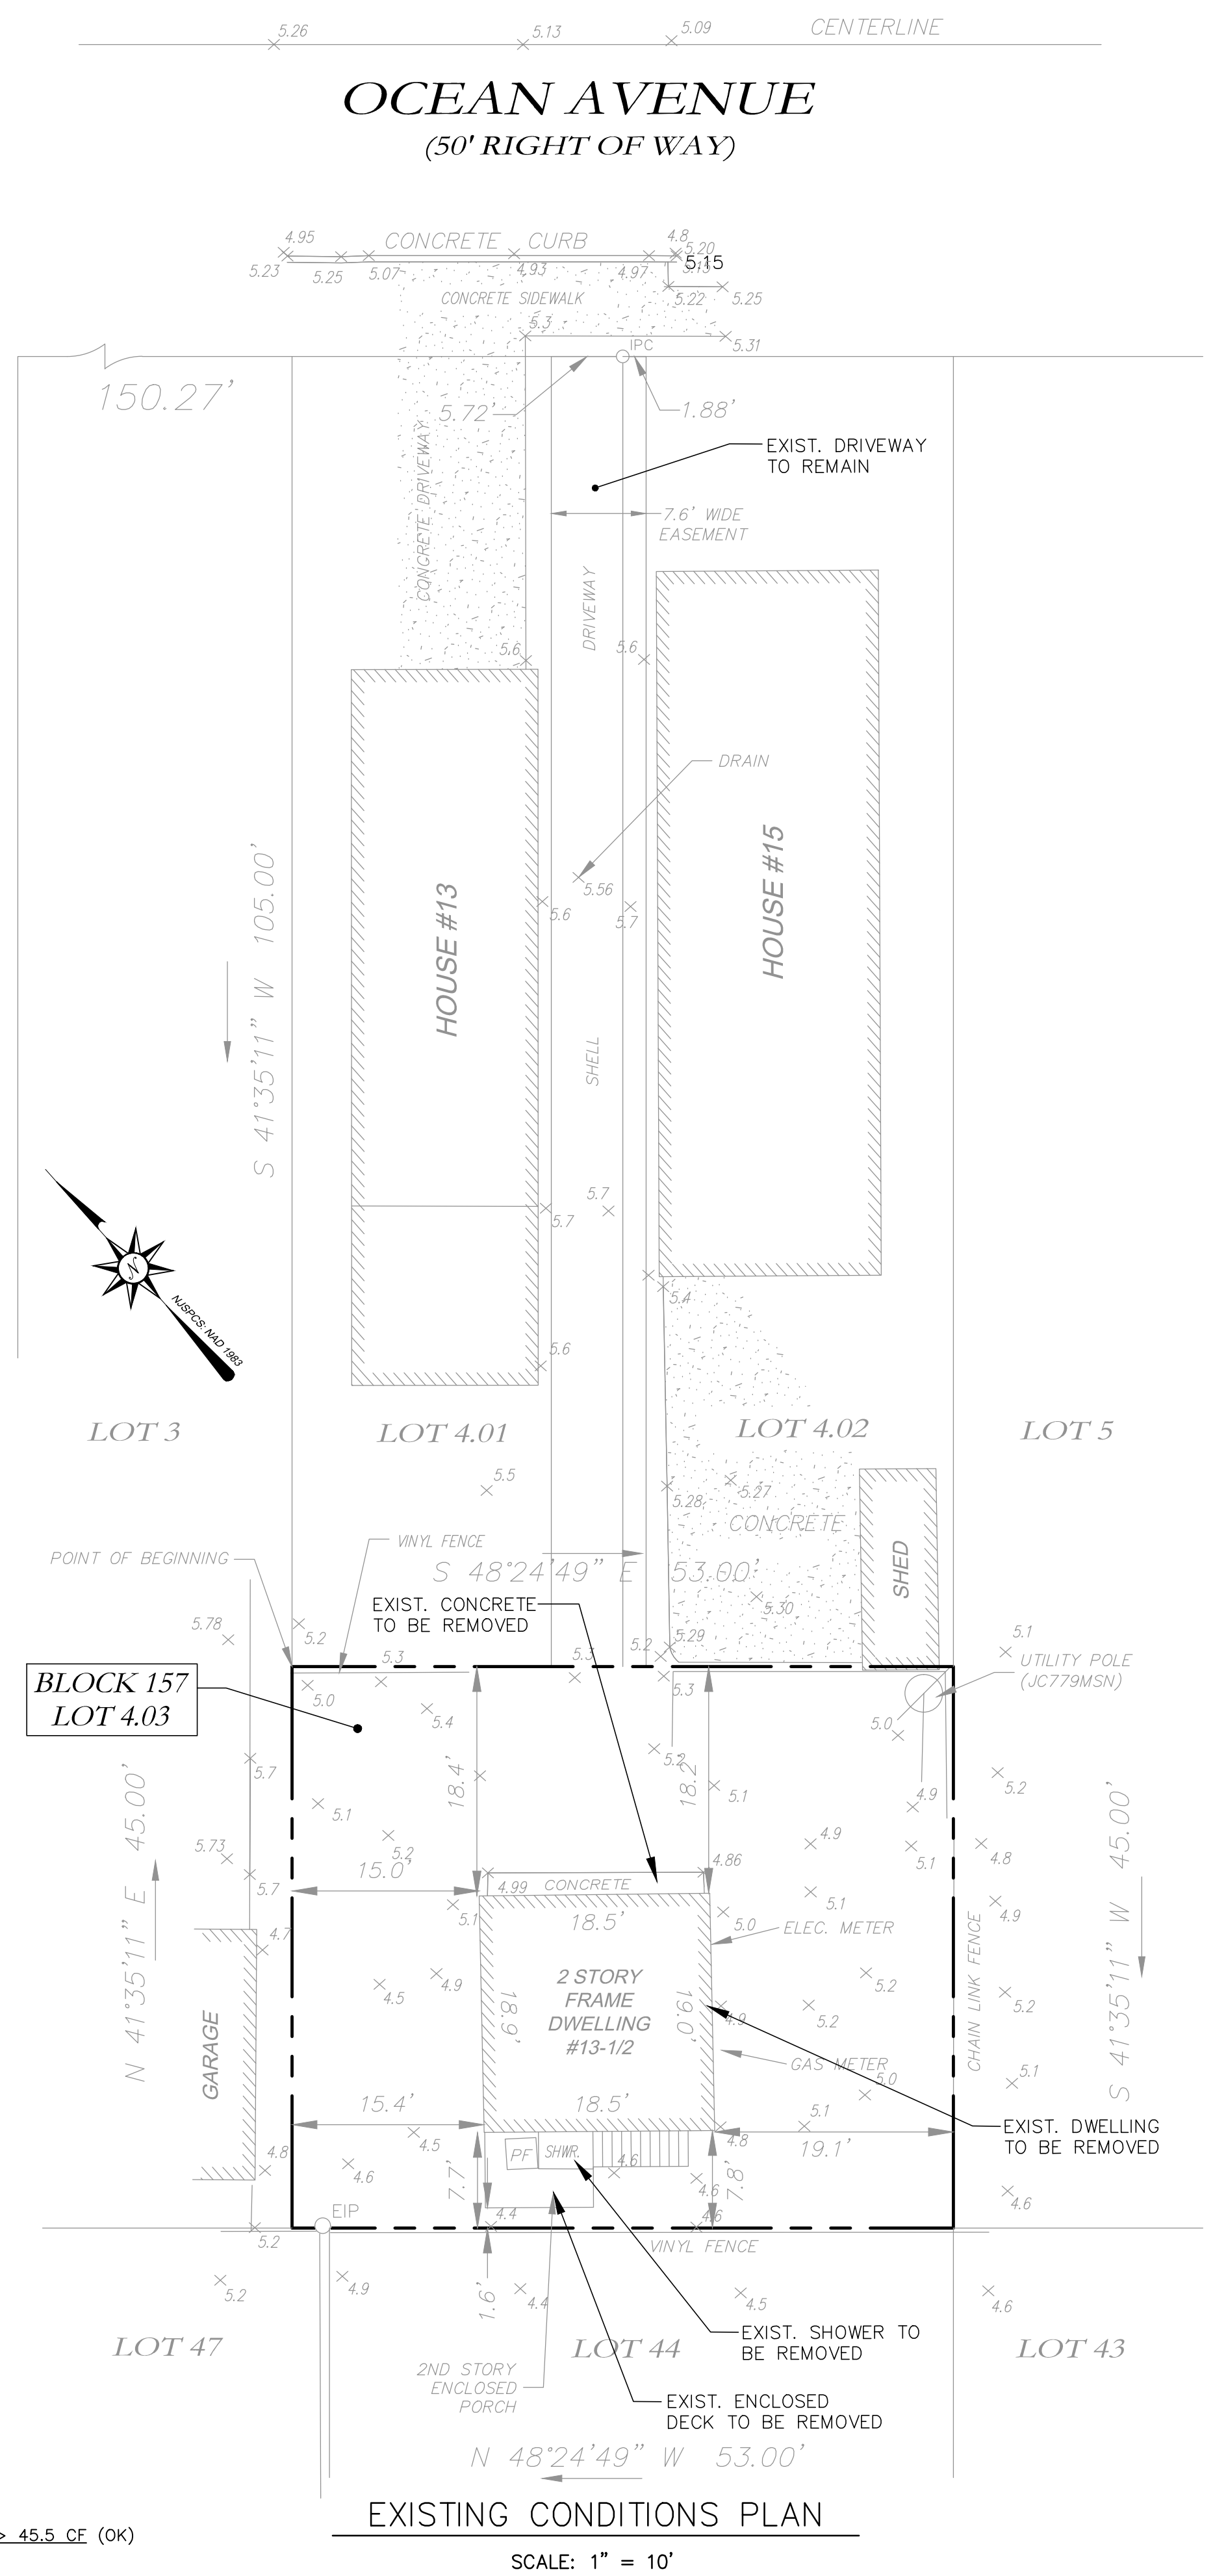 5.26
5.13
5.09
CENTERLINE
OCEAN AVENUE
(50' RIGHT OF WAY)
4.95
CONCRETE CURB
4.8
5.20
5.15
5.23
5.25
5.07
4.93
4.97
CONCRETE SIDEWALK
5.22
5.25
5.3
IPC
5.31
150.27'
5.72'
1.88'
CONCRETE DRIVEWAY
EXIST. DRIVEWAY
TO REMAIN
7.6' WIDE
EASEMENT
DRIVEWAY
5.6
5.6
DRAIN
HOUSE #13
HOUSE #15
5.56
5.6
5.7
S 41°35'11" W 105.00'
SHELL
5.7
5.7
NJSPCS: NAD 1983
N
5.4
5.6
LOT 3
LOT 4.01
LOT 4.02
LOT 5
5.5
5.28
5.27
CONCRETE
SHED
POINT OF BEGINNING
VINYL FENCE
S 48°24'49" E 53.00'
EXIST. CONCRETE
TO BE REMOVED
5.30
5.78
5.2
5.3
5.3
5.2
5.29
5.1
UTILITY POLE
(JC779MSN)
BLOCK 157
LOT 4.03
5.0
5.4
5.3
5.0
5.7
18.4'
5.2
18.2'
5.1
4.9
5.2
N 41°35'11" E 45.00'
5.1
5.2
5.73
15.0'
4.86
4.9
5.1
4.8
S 41°35'11" W 45.00'
5.7
4.99
CONCRETE
5.1
5.1
18.5'
5.0
ELEC. METER
4.9
4.7
CHAIN LINK FENCE
GARAGE
4.5
4.9
2 STORY
FRAME
DWELLING
#13-1/2
18.9'
19.0'
4.9
5.2
5.2
5.2
GAS METER
5.0
5.1
15.4'
18.5'
5.1
EXIST. DWELLING
TO BE REMOVED
4.5
4.8
19.1'
4.8
4.6
PF
SHWR.
4.6
7.7'
7.8'
4.6
4.6
EIP
4.4
4.6
5.2
VINYL FENCE
5.2
4.9
1.6'
4.4
4.5
4.6
LOT 47
LOT 44
LOT 43
EXIST. SHOWER TO
BE REMOVED
2ND STORY
ENCLOSED
PORCH
EXIST. ENCLOSED
DECK TO BE REMOVED
N 48°24'49" W 53.00'
EXISTING CONDITIONS PLAN
> 45.5 CF (OK)
SCALE: 1" = 10'